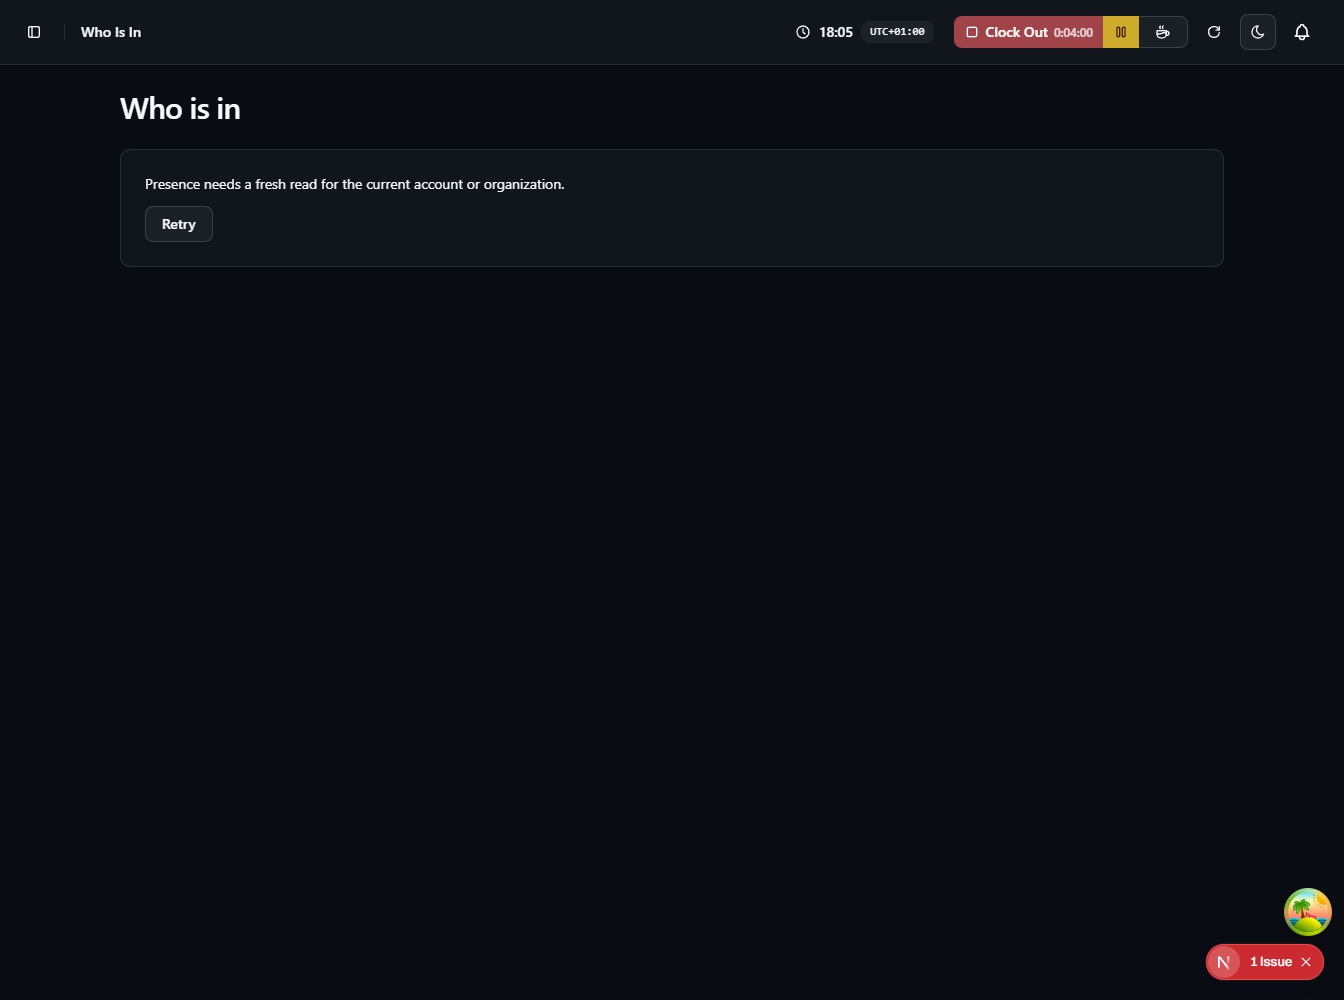 Who Is In
18:05
UTC+01:00
Clock Out 0:04:00
Who is in
Presence needs a fresh read for the current account or organization.
Retry
N
1 Issue